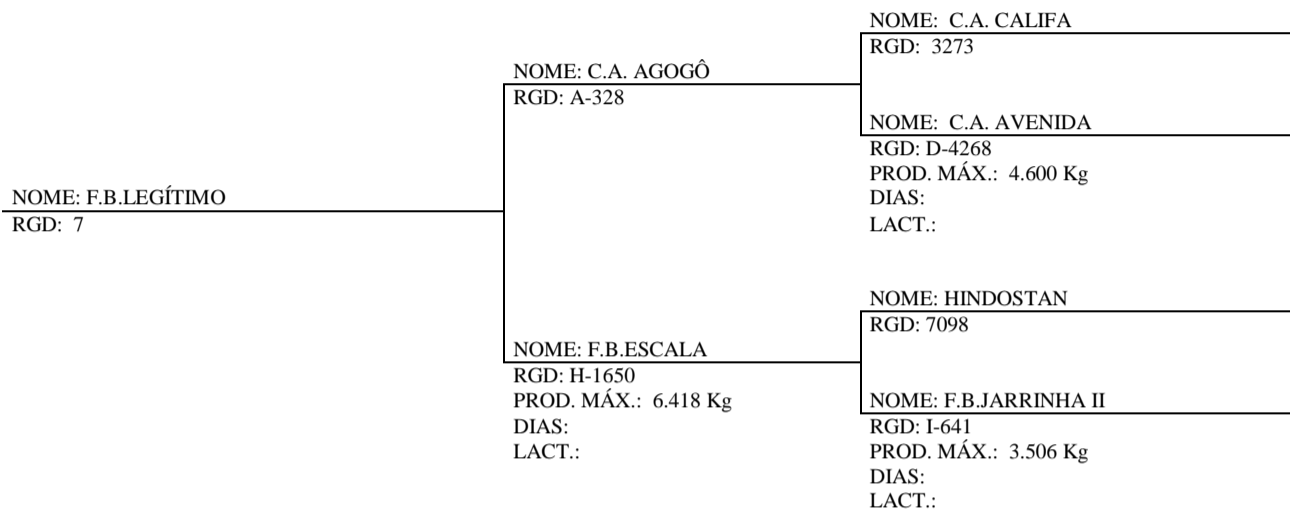 NOME: C.A. CALIFA
RGD: 3273
NOME: C.A. AGOGÔ
RGD: A-328
NOME: C.A. AVENIDA
RGD: D-4268
PROD. MÁX.: 4.600 Kg
DIAS:
LACT.:
NOME: F.B.LEGÍTIMO
RGD: 7
NOME: HINDOSTAN
RGD: 7098
NOME: F.B.ESCALA
RGD: H-1650
PROD. MÁX.: 6.418 Kg
DIAS:
LACT.:
NOME: F.B.JARRINHA II
RGD: I-641
PROD. MÁX.: 3.506 Kg
DIAS:
LACT.: